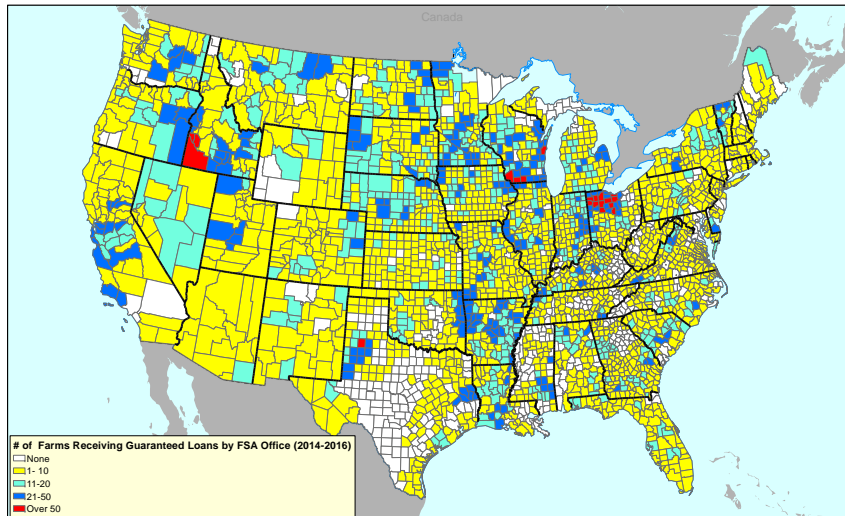 Canada
# of Farms Receiving Guaranteed Loans by FSA Office (2014-2016)
None
1- 10
11-20
21-50
Over 50